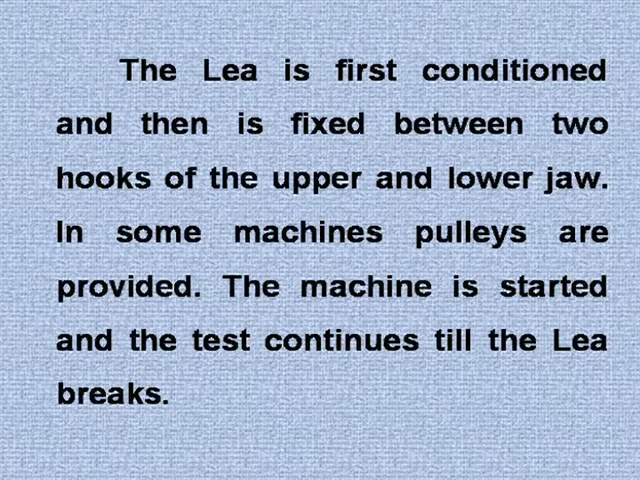 The Lea is first conditioned
and then is fixed between two
hooks of the upper and lower jaw.
In some machines pulleys are
provided. The machine is started
and the test continues till the Lea
breaks.